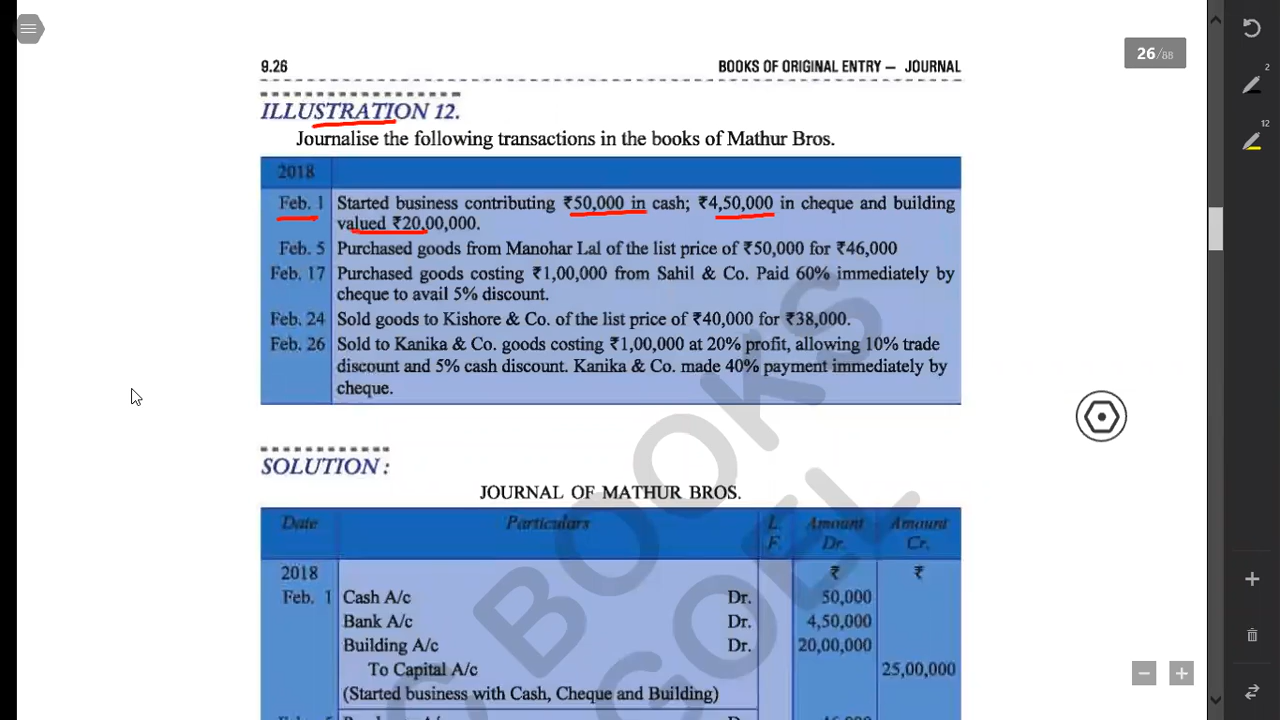 26/88
2
12
9.26 BOOKS OF ORIGINAL ENTRY — JOURNAL
ILLUSTRATION 12.
Journalise the following transactions in the books of Mathur Bros.
2018
Feb. 1 Started business contributing ₹50,000 in cash; ₹4,50,000 in cheque and building
valued ₹20,00,000.
Feb. 5 Purchased goods from Manohar Lal of the list price of ₹50,000 for ₹46,000
Feb. 17 Purchased goods costing ₹1,00,000 from Sahil & Co. Paid 60% immediately by
cheque to avail 5% discount.
Feb. 24 Sold goods to Kishore & Co. of the list price of ₹40,000 for ₹38,000.
Feb. 26 Sold to Kanika & Co. goods costing ₹1,00,000 at 20% profit, allowing 10% trade
discount and 5% cash discount. Kanika & Co. made 40% payment immediately by
cheque.
SOLUTION :
JOURNAL OF MATHUR BROS.
Date Particulars L. Amount Amount
F. Dr. Cr.
2018 ₹ ₹
Feb. 1 Cash A/c Dr. 50,000
Bank A/c Dr. 4,50,000
Building A/c Dr. 20,00,000
To Capital A/c 25,00,000
(Started business with Cash, Cheque and Building)
BOOKS
GOEL